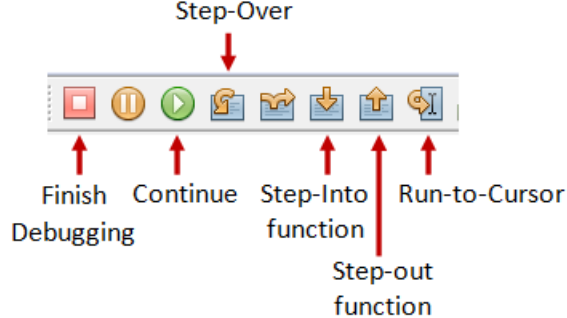 Step-Over
Finish
Debugging
Continue
Step-Into
function
Run-to-Cursor
Step-out
function